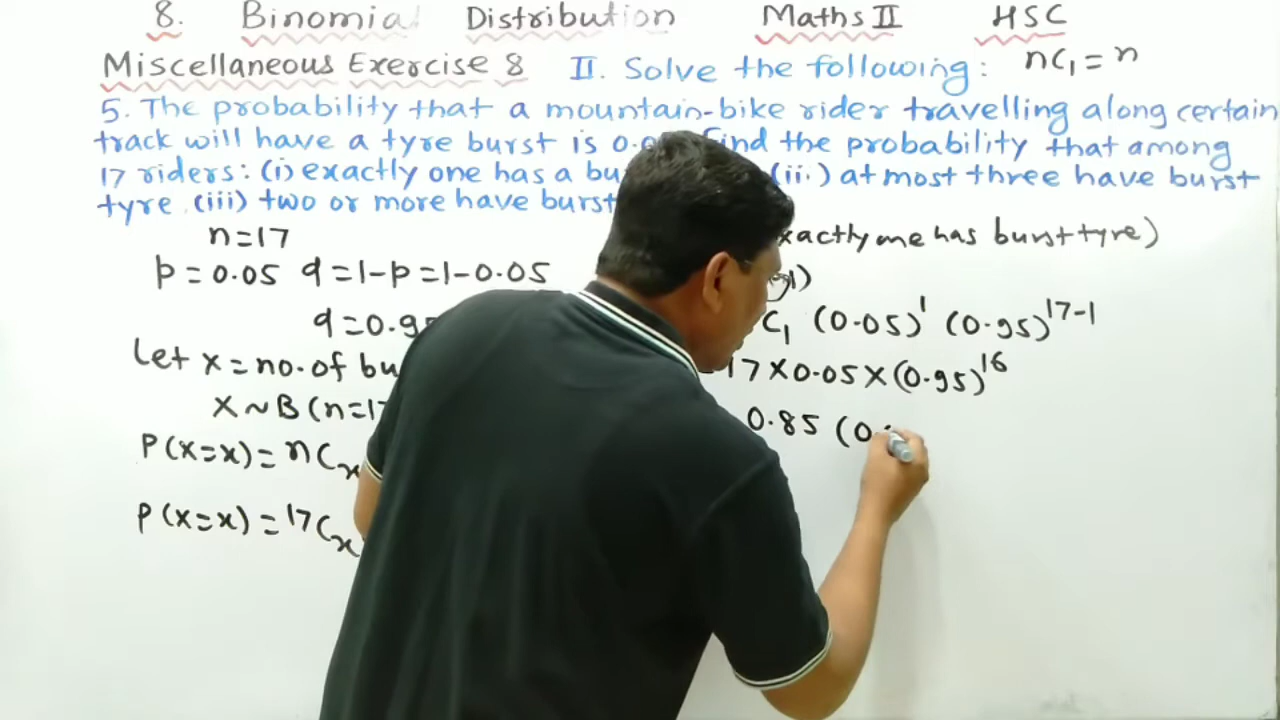 8. Binomial Distribution Maths II HSC
Miscellaneous Exercise 8 II. Solve the following: nC₁ = n
5. The probability that a mountain-bike rider travelling along certain
track will have a tyre burst is 0.0 find the probability that among
17 riders: (i) exactly one has a bu (ii.) at most three have burst
tyre (iii) two or more have burst
n=17
p = 0.05 q = 1-p = 1-0.05
q = 0.95
Let X = no. of bu
X ~ B (n=17
P(X=x) = nCx
P(X=x) = ¹⁷Cx
xactly one has burst tyre)
1)
C₁ (0.05)¹ (0.95)¹⁷⁻¹
17 X 0.05 X (0.95)¹⁶
0.85 (0.